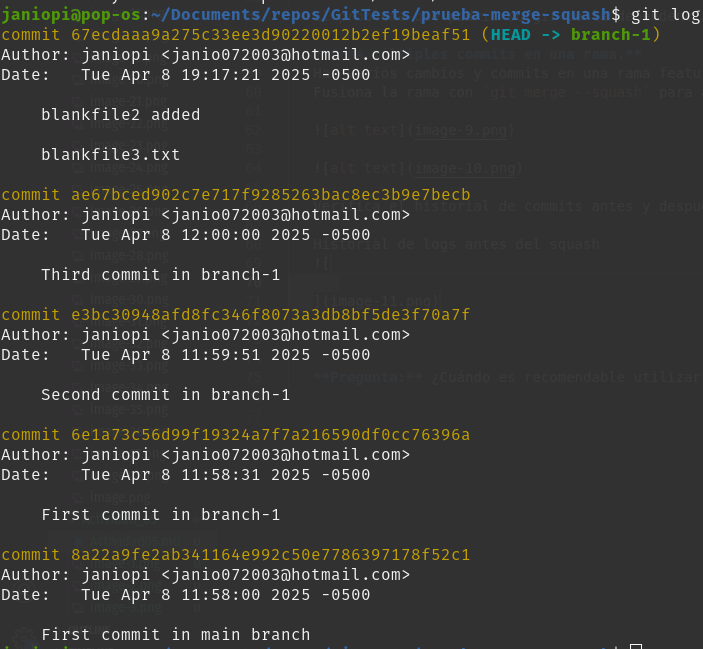 janiopi@pop-os:~/Documents/repos/GitTests/prueba-merge-squash$ git log
commit 67ecdaaa9a275c33ee3d90220012b2ef19beaf51 (HEAD -> branch-1)
Author: janiopi <janio072003@hotmail.com>
Date:   Tue Apr 8 19:17:21 2025 -0500
    blankfile2 added
    blankfile3.txt
commit ae67bced902c7e717f9285263bac8ec3b9e7becb
Author: janiopi <janio072003@hotmail.com>
Date:   Tue Apr 8 12:00:00 2025 -0500
    Third commit in branch-1
commit e3bc30948afd8fc346f8073a3db8bf5de3f70a7f
Author: janiopi <janio072003@hotmail.com>
Date:   Tue Apr 8 11:59:51 2025 -0500
    Second commit in branch-1
commit 6e1a73c56d99f19324a7f7a216590df0cc76396a
Author: janiopi <janio072003@hotmail.com>
Date:   Tue Apr 8 11:58:31 2025 -0500
    First commit in branch-1
commit 8a22a9fe2ab341164e992c50e7786397178f52c1
Author: janiopi <janio072003@hotmail.com>
Date:   Tue Apr 8 11:58:00 2025 -0500
    First commit in main branch